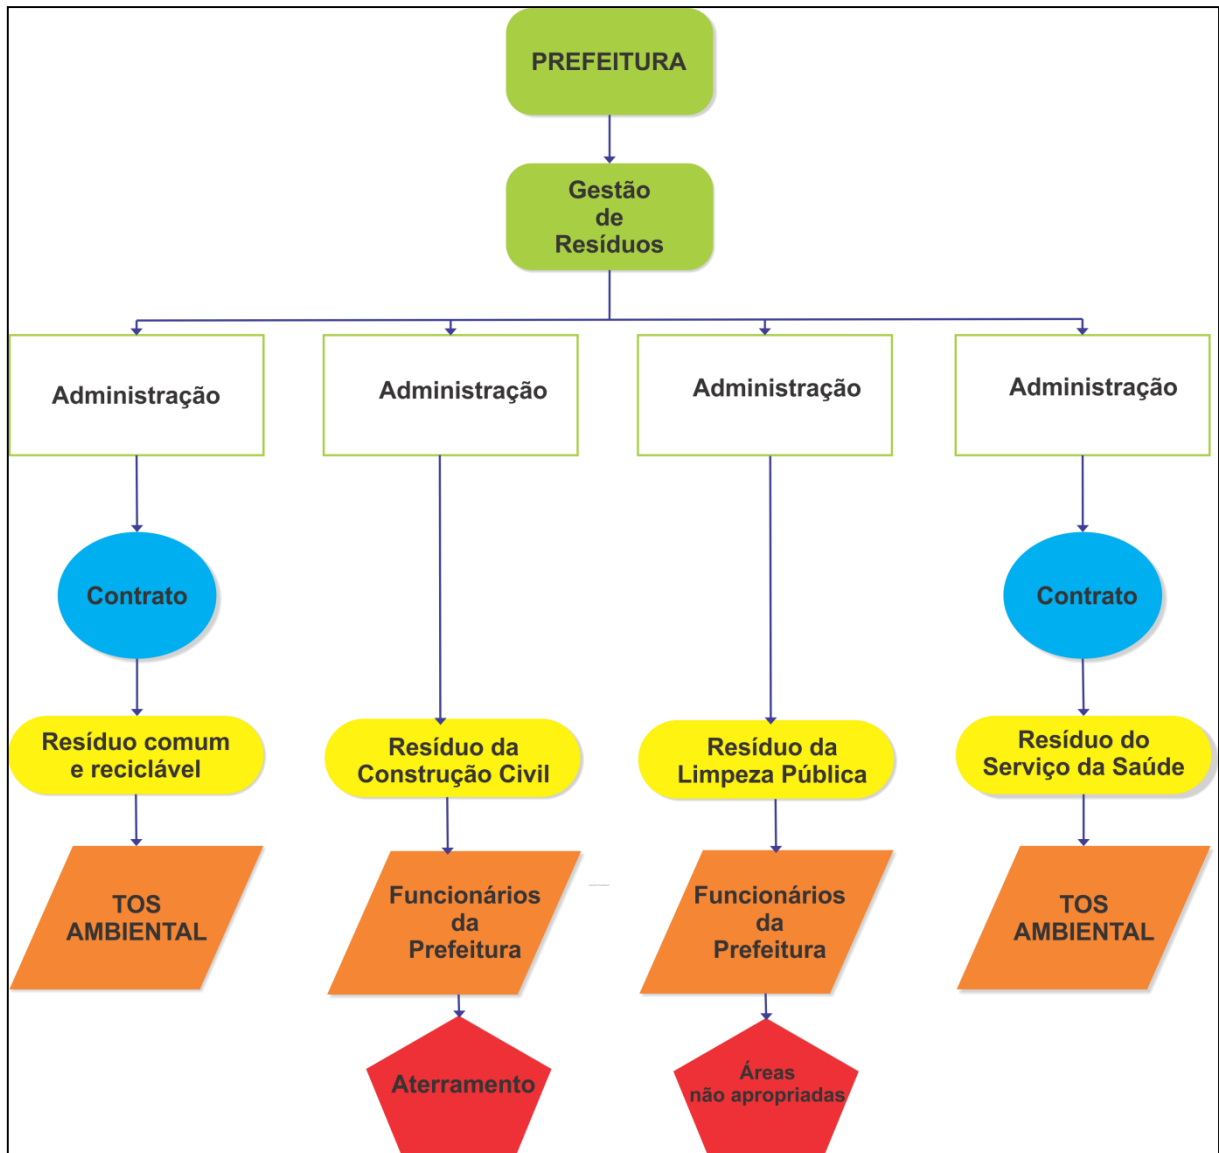 PREFEITURA
Gestão
de
Resíduos
Administração
Administração
Administração
Administração
Contrato
Contrato
Resíduo comum
e reciclável
Resíduo da
Construção Civil
Resíduo da
Limpeza Pública
Resíduo do
Serviço da Saúde
TOS
AMBIENTAL
Funcionários
da
Prefeitura
Funcionários
da
Prefeitura
TOS
AMBIENTAL
Aterramento
Áreas
não apropriadas